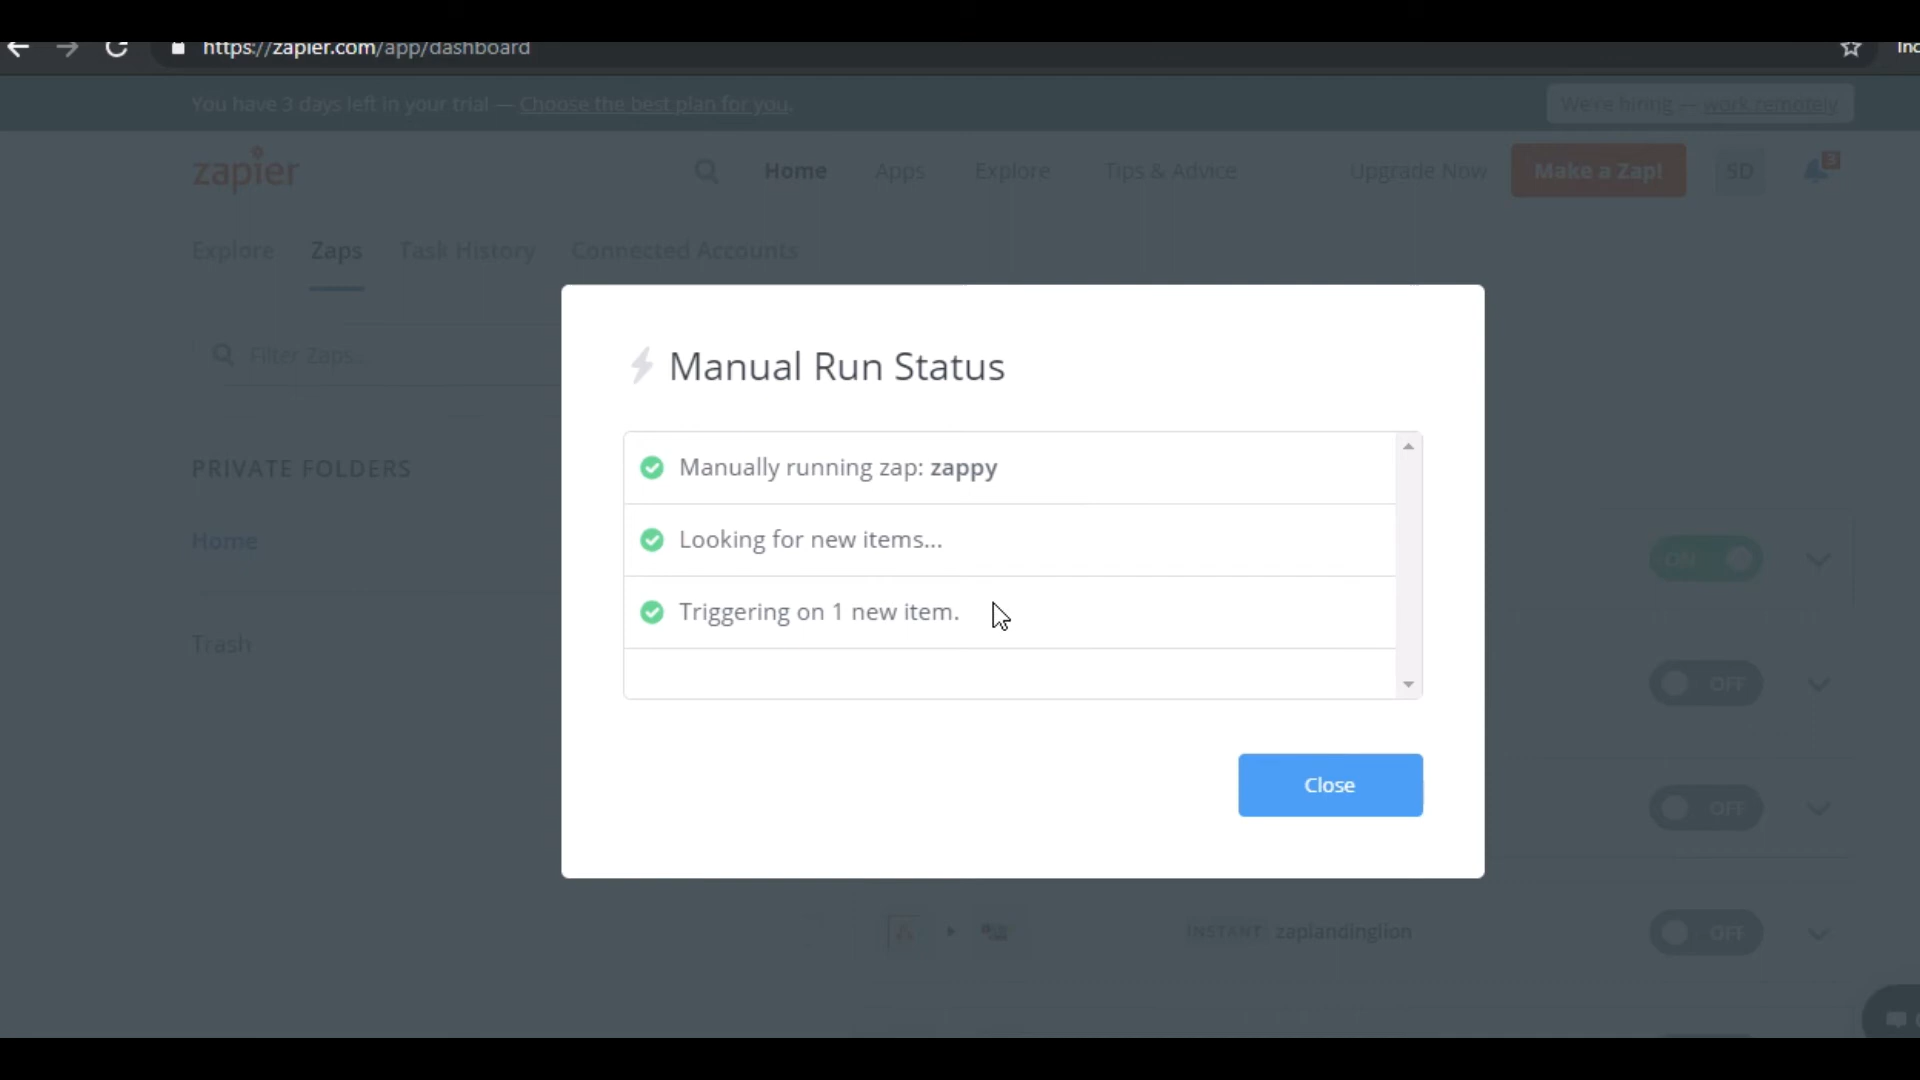 https://zapier.com/app/dashboard
Inc
You have 3 days left in your trial — Choose the best plan for you.
We're hiring — work remotely
zapier
Home
Apps
Explore
Tips & Advice
Upgrade Now
Make a Zap!
SD
3
Explore
Zaps
Task History
Connected Accounts
Filter Zaps...
Manual Run Status
Manually running zap: zappy
PRIVATE FOLDERS
Looking for new items...
Home
ON
Triggering on 1 new item.
Trash
OFF
Close
OFF
INSTANT zaplandinglion
OFF